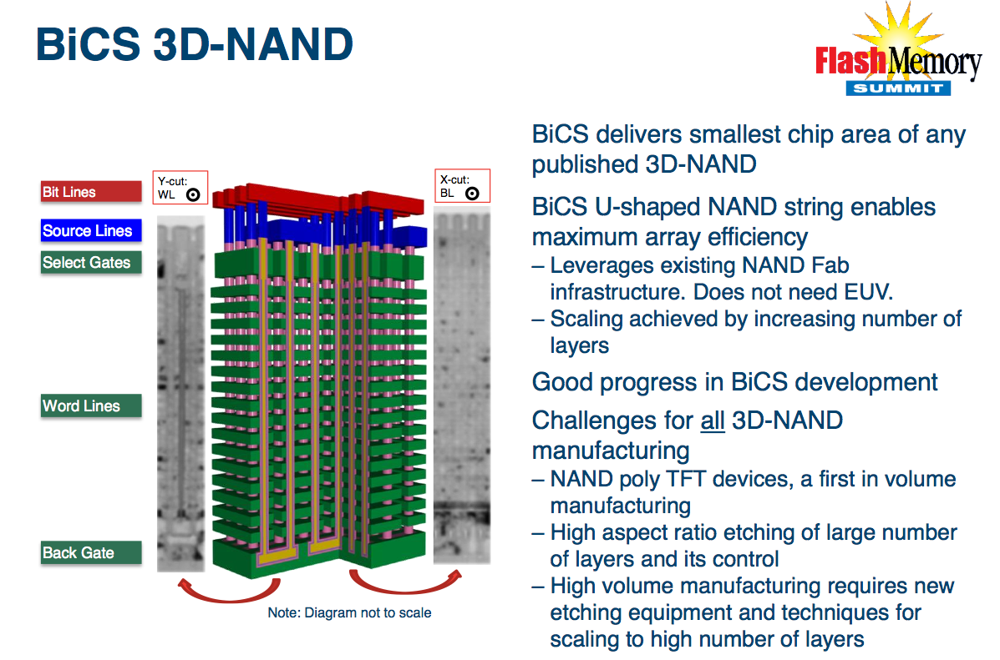 BiCS 3D-NAND
FlashMemory
SUMMIT
Bit Lines
Source Lines
Select Gates
Word Lines
Back Gate
Y-cut:
WL
X-cut:
BL
Note: Diagram not to scale
BiCS delivers smallest chip area of any
published 3D-NAND
BiCS U-shaped NAND string enables
maximum array efficiency
– Leverages existing NAND Fab
infrastructure. Does not need EUV.
– Scaling achieved by increasing number of
layers
Good progress in BiCS development
Challenges for all 3D-NAND
manufacturing
– NAND poly TFT devices, a first in volume
manufacturing
– High aspect ratio etching of large number
of layers and its control
– High volume manufacturing requires new
etching equipment and techniques for
scaling to high number of layers